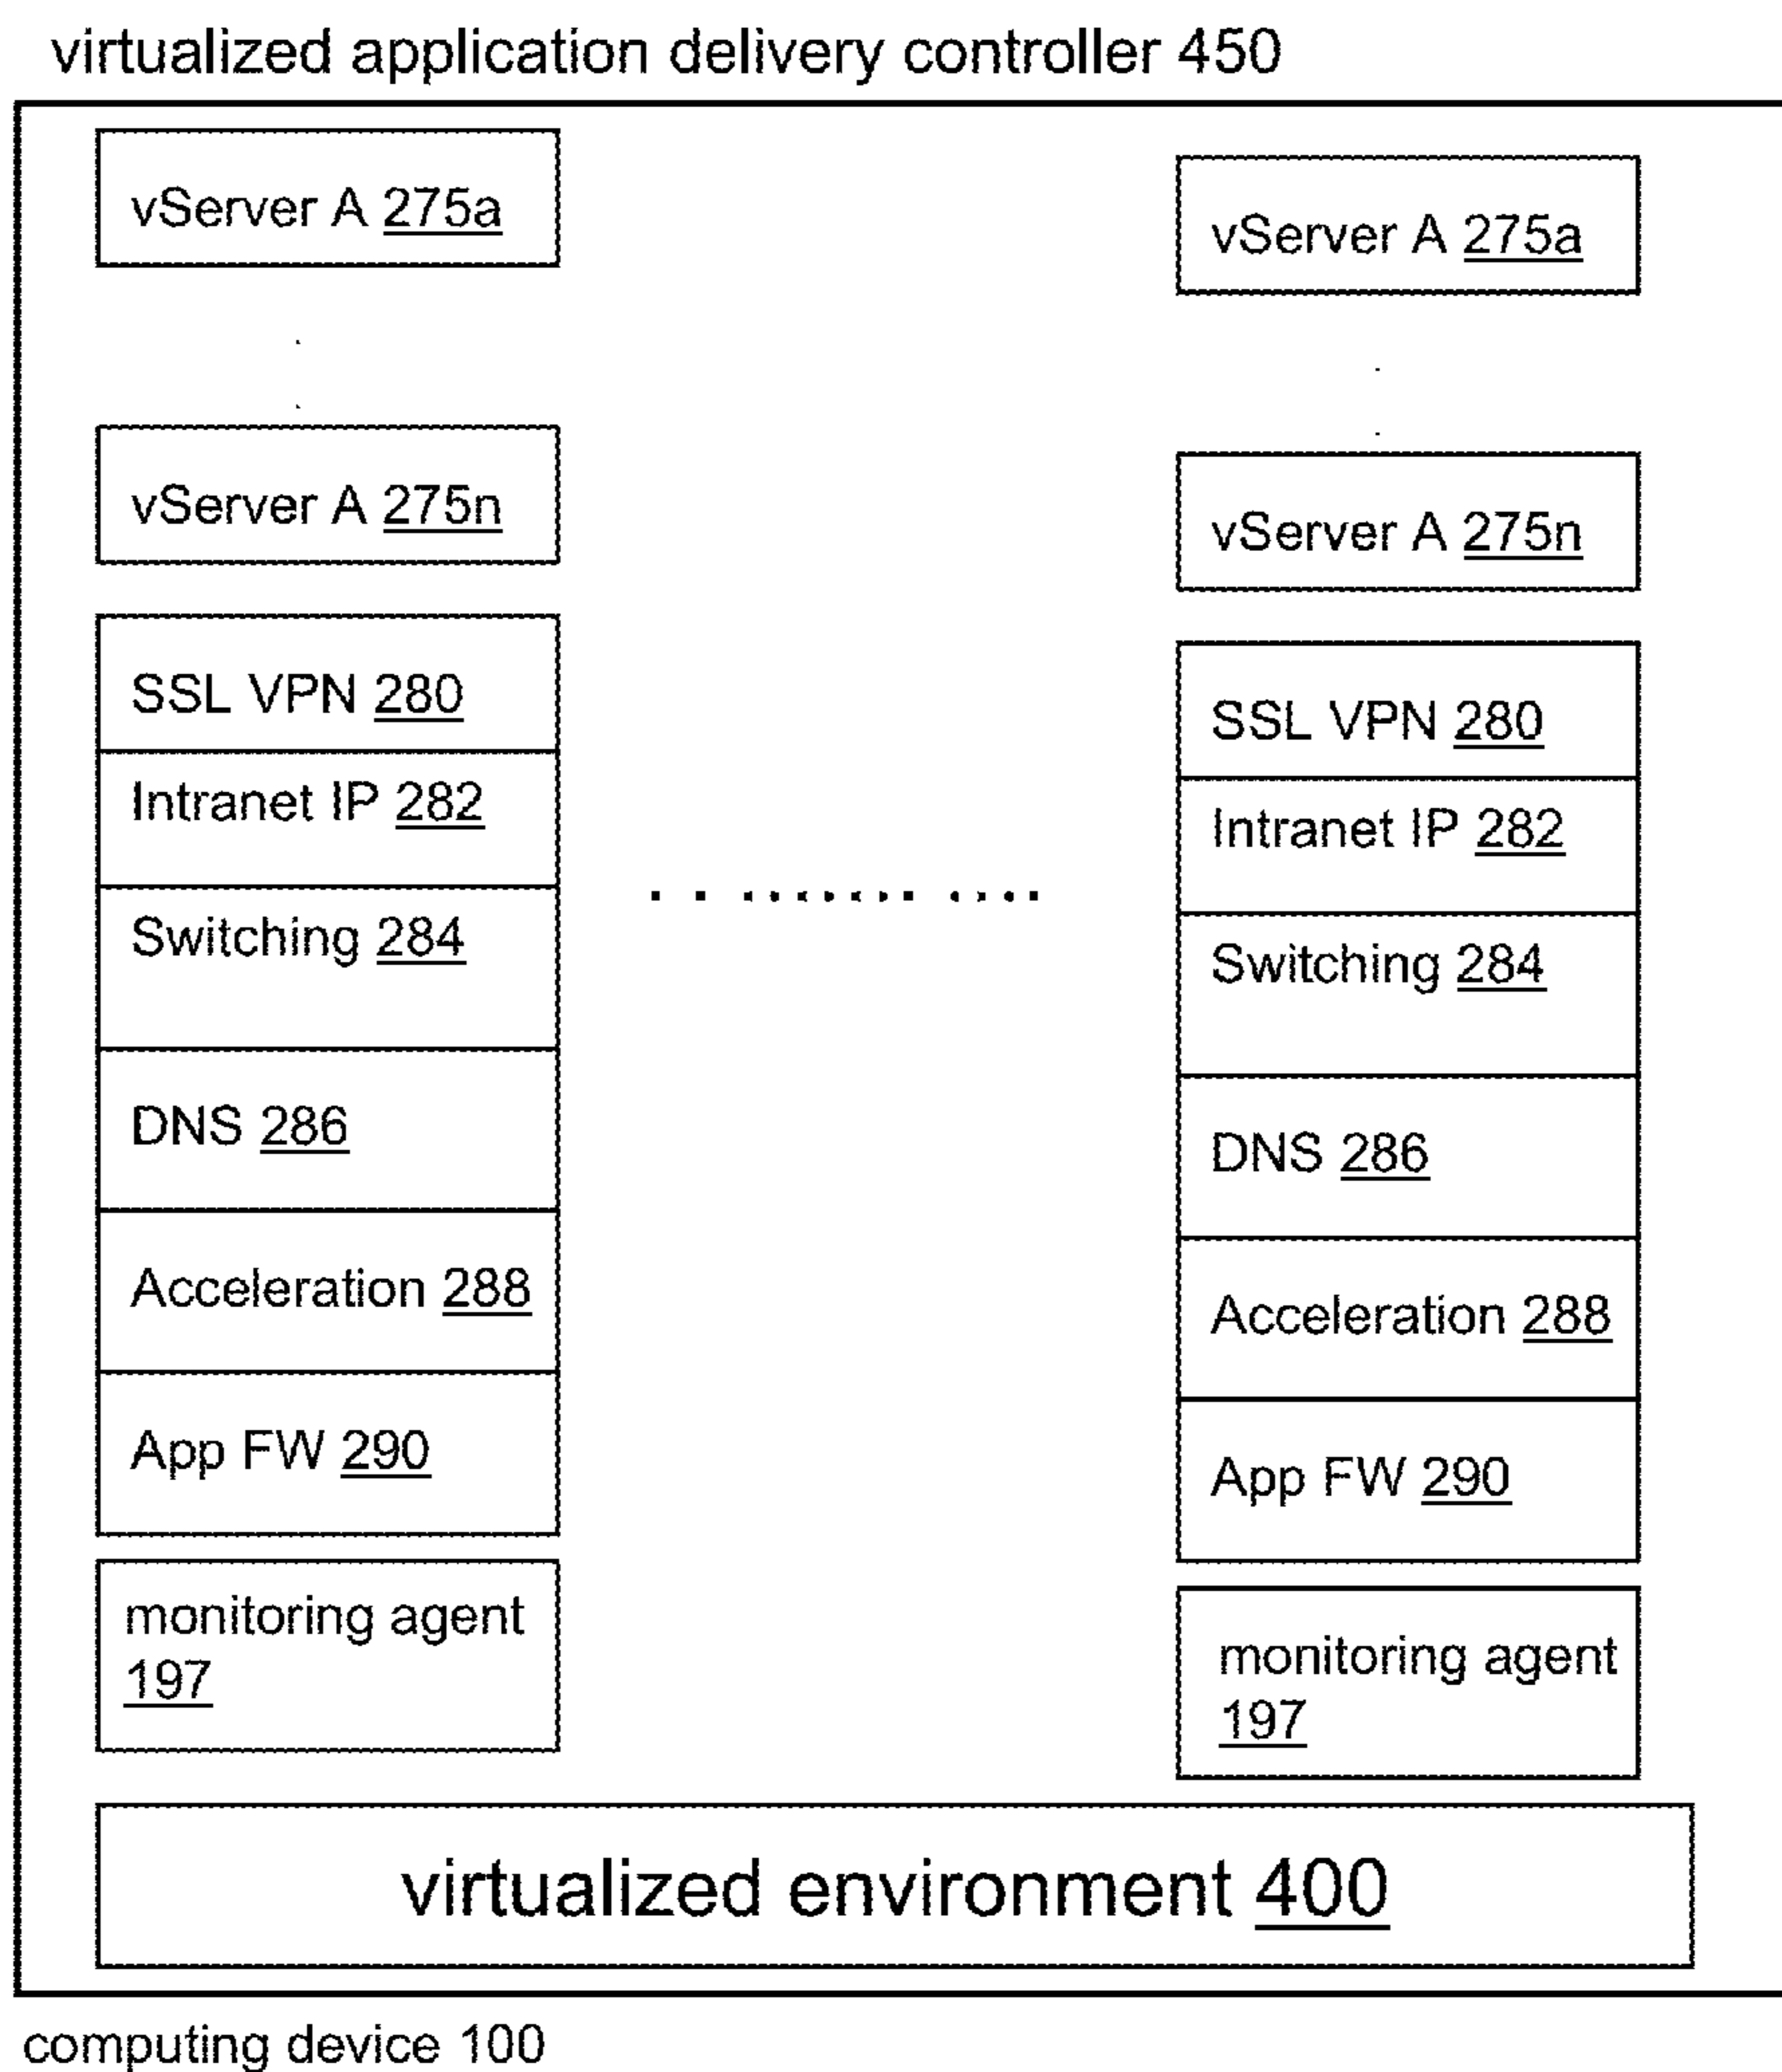 virtualized application delivery controller 450
vServer A 275a
vServer A 275n
SSL VPN 280
Intranet IP 282
Switching 284
DNS 286
Acceleration 288
App FW 290
monitoring agent
197
vServer A 275a
vServer A 275n
SSL VPN 280
Intranet IP 282
Switching 284
DNS 286
Acceleration 288
App FW 290
monitoring agent
197
virtualized environment 400
computing device 100